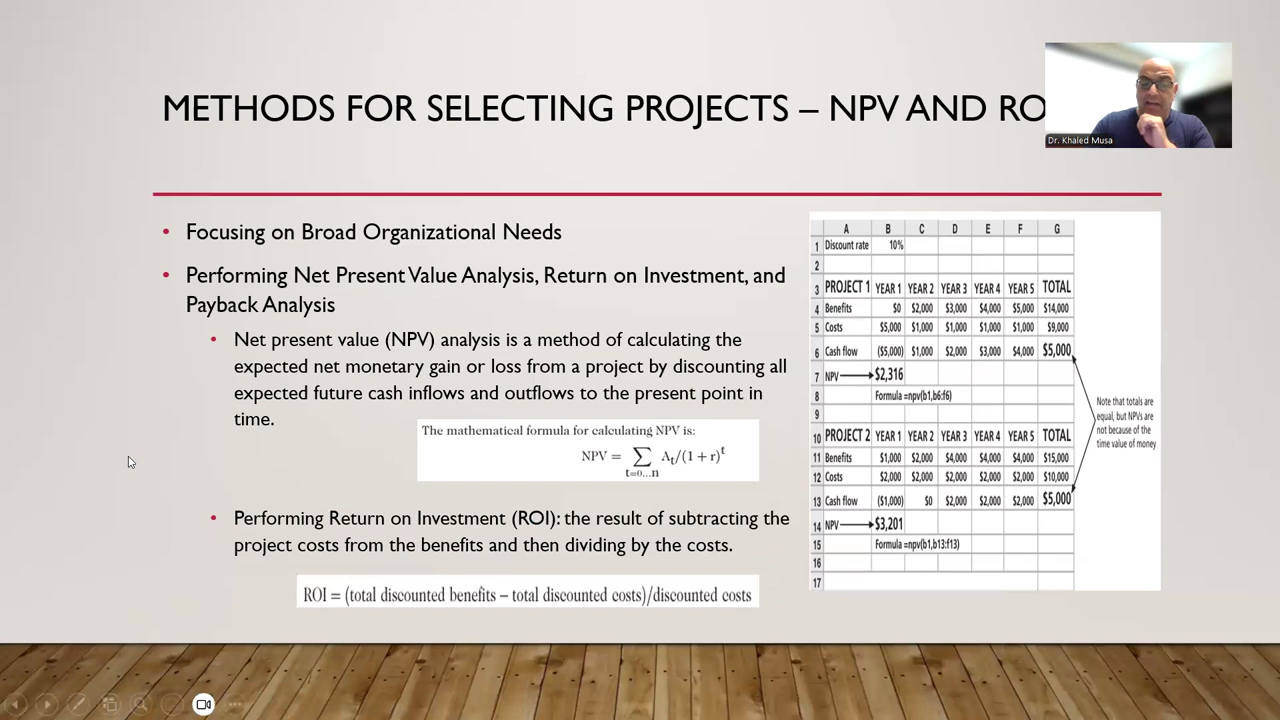 METHODS FOR SELECTING PROJECTS – NPV AND RO
Dr. Khaled Musa
• Focusing on Broad Organizational Needs
• Performing Net Present Value Analysis, Return on Investment, and
Payback Analysis
• Net present value (NPV) analysis is a method of calculating the
expected net monetary gain or loss from a project by discounting all
expected future cash inflows and outflows to the present point in
time.
The mathematical formula for calculating NPV is:
NPV = ∑ A_t/(1 + r)^t
t=0...n
• Performing Return on Investment (ROI): the result of subtracting the
project costs from the benefits and then dividing by the costs.
ROI = (total discounted benefits – total discounted costs)/discounted costs
A B C D E F G
1 Discount rate 10%
2
3 PROJECT 1 YEAR 1 YEAR 2 YEAR 3 YEAR 4 YEAR 5 TOTAL
4 Benefits $0 $2,000 $3,000 $4,000 $5,000 $14,000
5 Costs $5,000 $1,000 $1,000 $1,000 $1,000 $9,000
6 Cash flow ($5,000) $1,000 $2,000 $3,000 $4,000 $5,000
7 NPV $2,316
8 Formula =npv(b1,b6:f6)
9
10 PROJECT 2 YEAR 1 YEAR 2 YEAR 3 YEAR 4 YEAR 5 TOTAL
11 Benefits $1,000 $2,000 $4,000 $4,000 $4,000 $15,000
12 Costs $2,000 $2,000 $2,000 $2,000 $2,000 $10,000
13 Cash flow ($1,000) $0 $2,000 $2,000 $2,000 $5,000
14 NPV $3,201
15 Formula =npv(b1,b13:f13)
16
17
Note that totals are
equal, but NPVs are
not because of the
time value of money